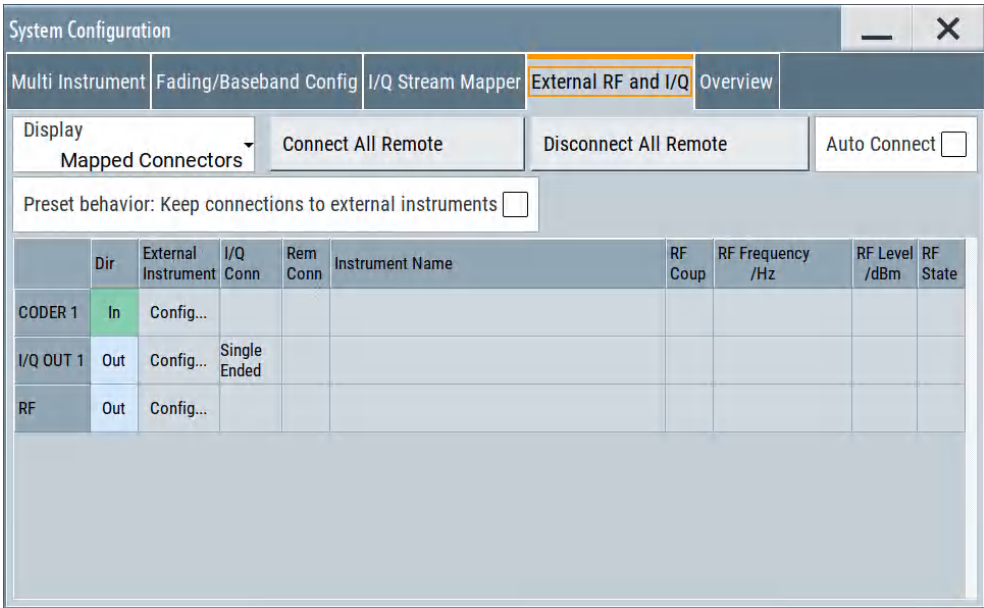 System Configuration
Multi Instrument Fading/Baseband Config I/Q Stream Mapper External RF and I/Q Overview
Display
Mapped Connectors
Connect All Remote
Disconnect All Remote
Auto Connect
Preset behavior: Keep connections to external instruments
Dir
External
Instrument
I/Q
Conn
Rem
Conn
Instrument Name
RF
Coup
RF Frequency
/Hz
RF Level
/dBm
RF
State
CODER 1 In Config...
I/Q OUT 1 Out Config... Single
Ended
RF Out Config...